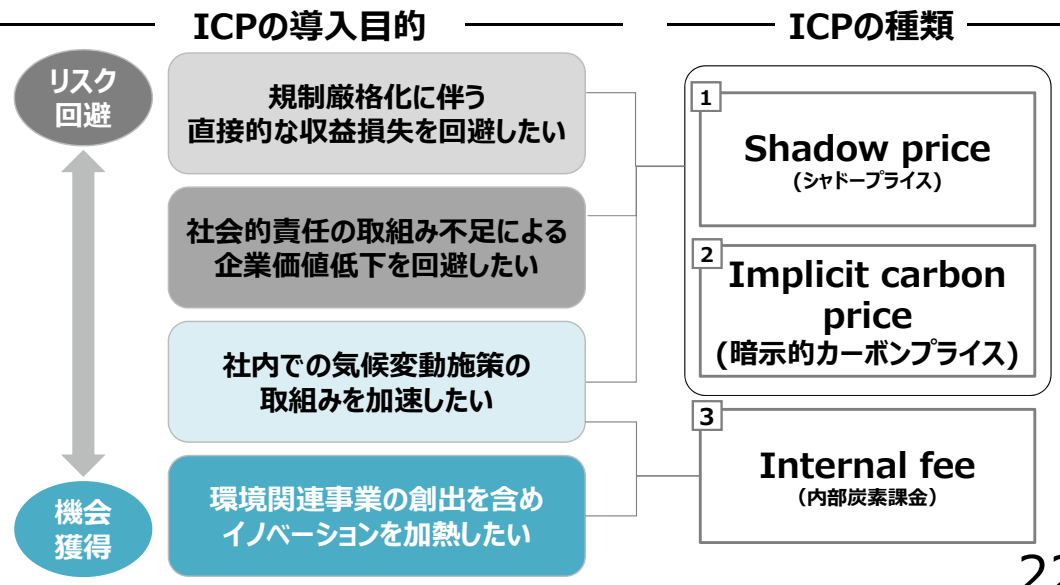 ICPの導入目的
ICPの種類
リスク
回避
規制厳格化に伴う
直接的な収益損失を回避したい
社会的責任の取組み不足による
企業価値低下を回避したい
社内での気候変動施策の
取組みを加速したい
環境関連事業の創出を含め
イノベーションを加熱したい
機会
獲得
1
Shadow price
(シャドープライス)
2
Implicit carbon
price
(暗示的カーボンプライス)
3
Internal fee
（内部炭素課金）